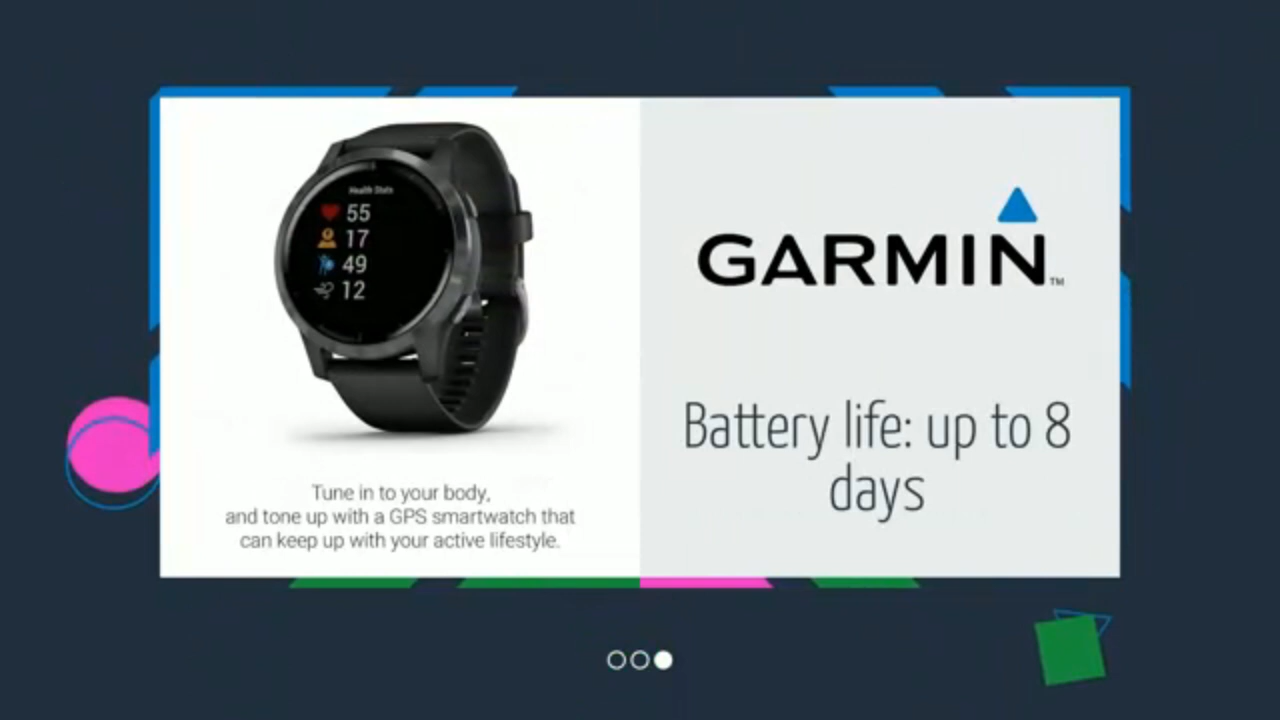 Health Stats
55
17
49
12
Tune in to your body,
and tone up with a GPS smartwatch that
can keep up with your active lifestyle.
GARMIN™
Battery life: up to 8
days